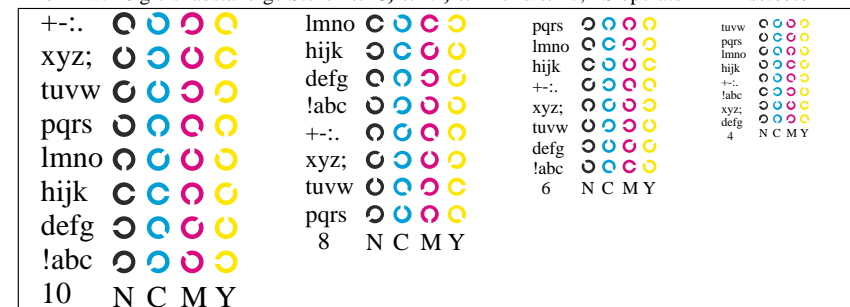 +-:.
xyz;
tuvw
pqrs
lmno
hijk
defg
!abc
10 N C M Y
lmno
hijk
defg
!abc
+-:.
xyz;
tuvw
pqrs
8 N C M Y
pqrs
lmno
hijk
+-:.
xyz;
tuvw
defg
!abc
6 N C M Y
tuvw
pqrs
lmno
hijk
+-:.
!abc
xyz;
defg
4 N C M Y